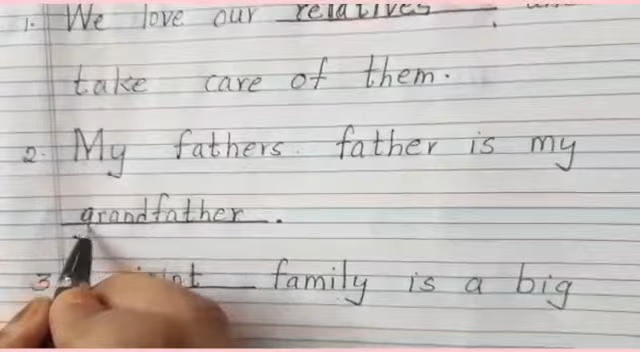 1. We love our relatives
take care of them.
2. My fathers. father is my
grandfather.
3. family is a big